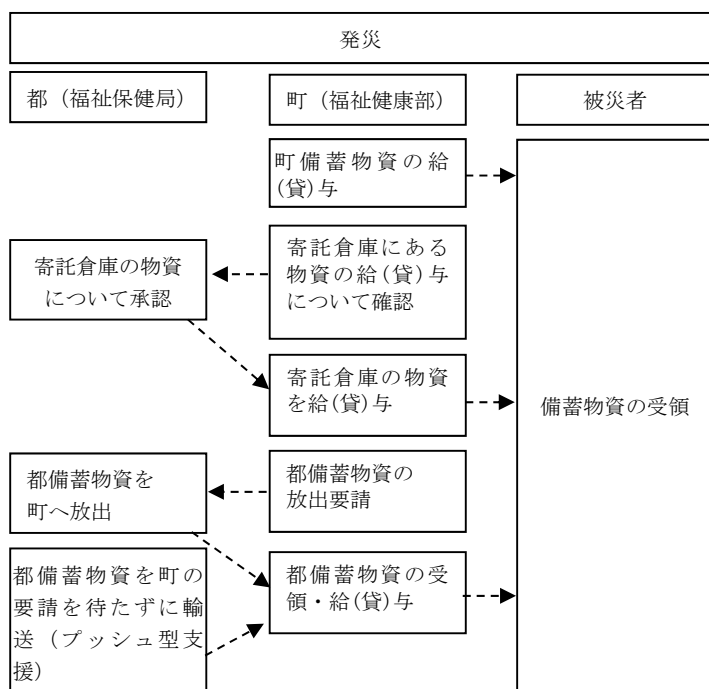 発災
都（福祉保健局）
町（福祉健康部）
被災者
町備蓄物資の給
(貸)与
寄託倉庫にある
物資の給(貸)与
について確認
寄託倉庫の物資
について承認
寄託倉庫の物資
を給(貸)与
備蓄物資の受領
都備蓄物資の
放出要請
都備蓄物資を
町へ放出
都備蓄物資を町の
要請を待たずに輸
送（プッシュ型支
援）
都備蓄物資の受
領・給(貸)与